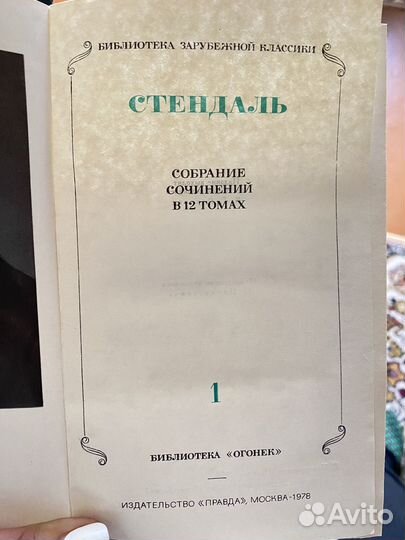 БИБЛИОТЕКА ЗАРУБЕЖНОЙ КЛАССИКИ
СТЕНДАЛЬ
СОБРАНИЕ
СОЧИНЕНИЙ
В 12 ТОМАХ
1
БИБЛИОТЕКА «ОГОНЕК»
ИЗДАТЕЛЬСТВО «ПРАВДА», МОСКВА-1978
Avito